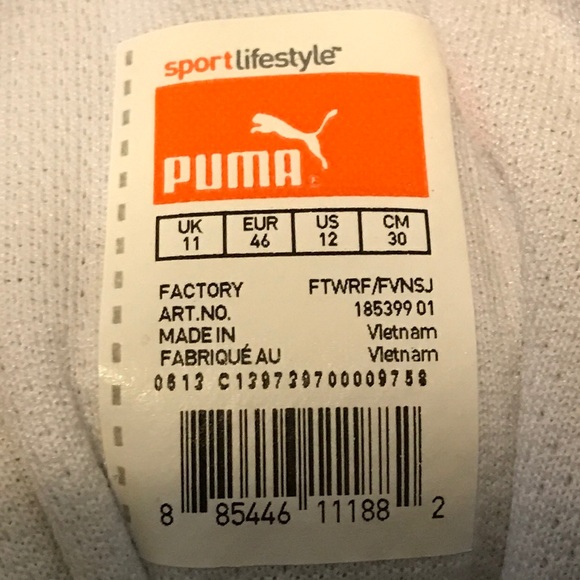 sportlifestyle™
PUMA®
UK EUR US CM
11 46 12 30
FACTORY FTWRF/FVNSJ
ART.NO. 185399 01
MADE IN Vietnam
FABRIQUÉ AU Vietnam
0613 C139739700009758
8 85446 11188 2